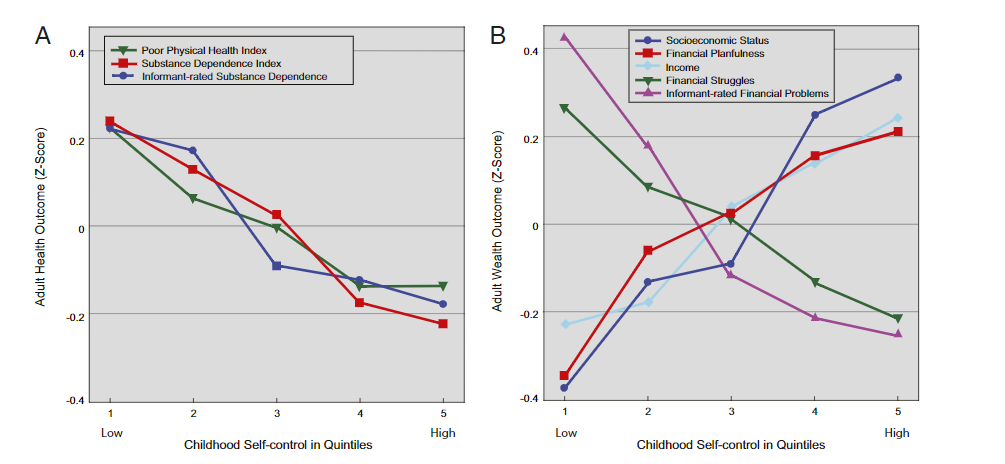 A
Poor Physical Health Index
Substance Dependence Index
Informant-rated Substance Dependence
Adult Health Outcome (Z-Score)
0.4
0.2
0
-0.2
-0.4
1 2 3 4 5
Low High
Childhood Self-control in Quintiles
B
Socioeconomic Status
Financial Planfulness
Income
Financial Struggles
Informant-rated Financial Problems
Adult Wealth Outcome (Z-Score)
0.4
0.2
0
-0.2
-0.4
1 2 3 4 5
Low High
Childhood Self-control in Quintiles